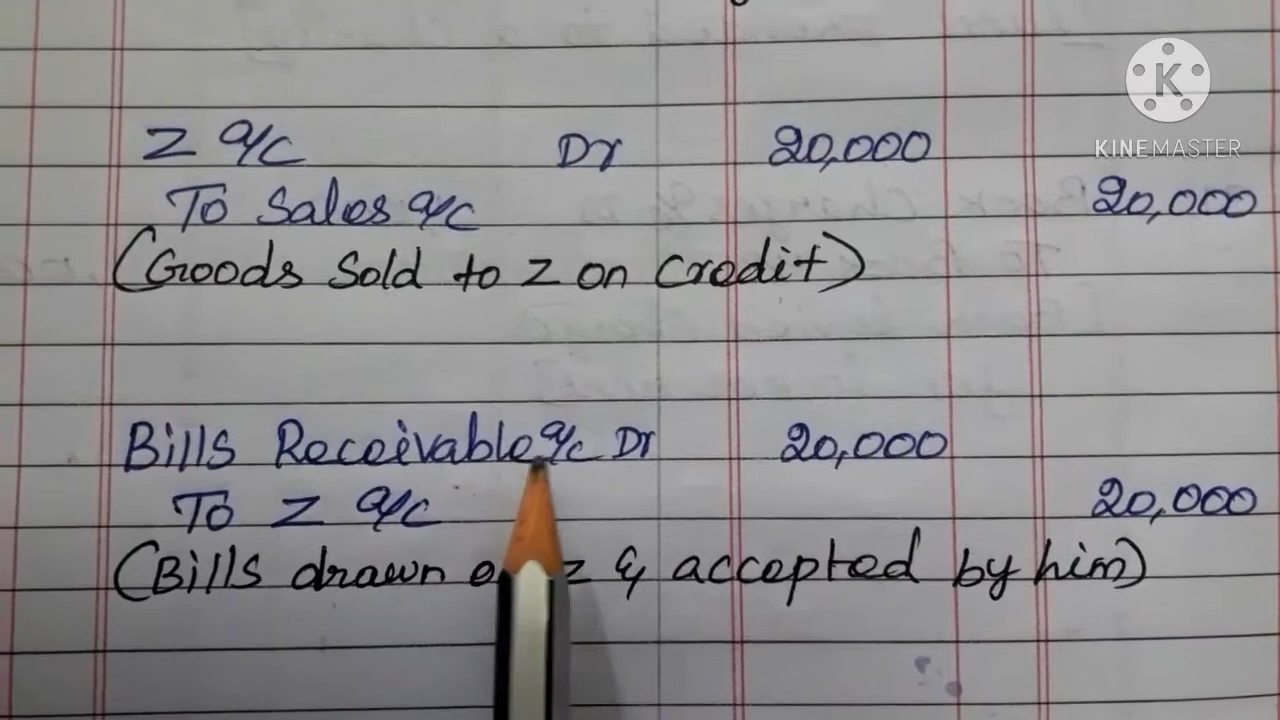 K
KINEMASTER
Z a/c Dr 20,000
To Sales a/c 20,000
(Goods Sold to Z on Credit)
Bills Receivable a/c Dr 20,000
To Z a/c 20,000
(Bills drawn z & accepted by him)